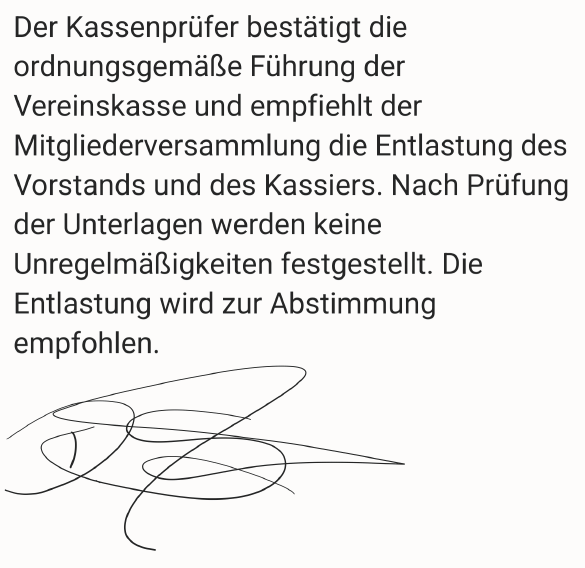 Der Kassenprüfer bestätigt die
ordnungsgemäße Führung der
Vereinskasse und empfiehlt der
Mitgliederversammlung die Entlastung des
Vorstands und des Kassiers. Nach Prüfung
der Unterlagen werden keine
Unregelmäßigkeiten festgestellt. Die
Entlastung wird zur Abstimmung
empfohlen.